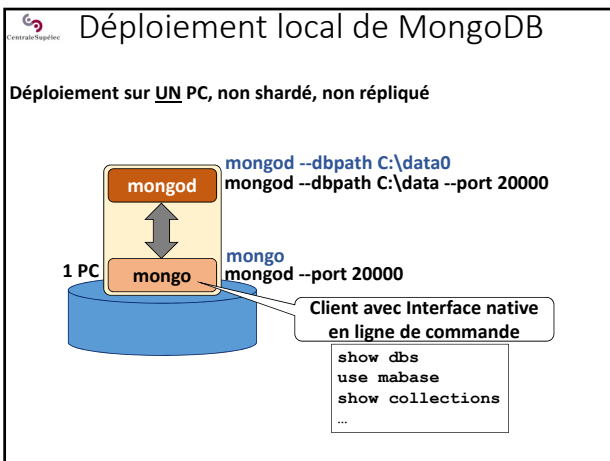 CentraleSupélec
Déploiement local de MongoDB
Déploiement sur UN PC, non shardé, non répliqué
mongod --dbpath C:\data0
mongod
mongod --dbpath C:\data --port 20000
mongo
1 PC
mongo
mongod --port 20000
Client avec Interface native
en ligne de commande
show dbs
use mabase
show collections
…